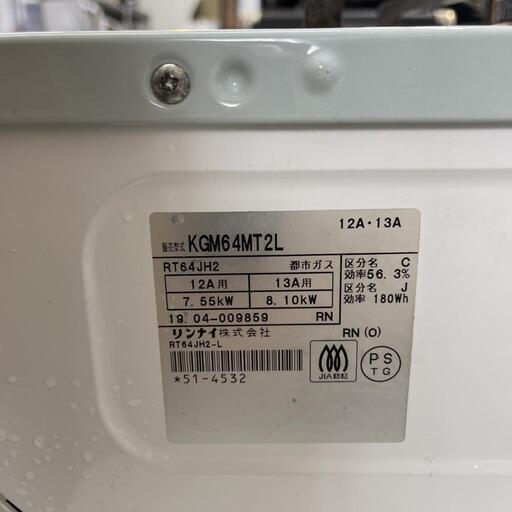 12A・13A
販売型式 KGM64MT2L
RT64JH2 都市ガス
12A用 13A用
7.55kW 8.10kW
区分名 C
効率56.3%
区分名 J
効率 180Wh
19.04-009859 RN
リンナイ株式会社 RN(O)
RT64JH2-L
*51-4532
JIA認証
PS
TG